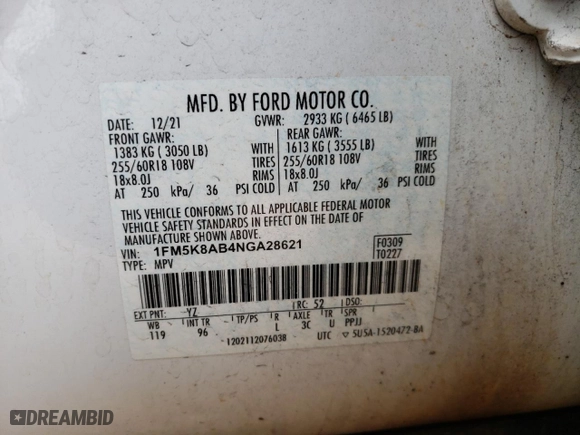 MFD. BY FORD MOTOR CO.
DATE: 12/21 GVWR: 2933 KG ( 6465 LB)
FRONT GAWR: REAR GAWR:
1383 KG ( 3050 LB) WITH 1613 KG ( 3555 LB) WITH
255/60R18 108V TIRES 255/60R18 108V TIRES
18x8.0J RIMS 18x8.0J RIMS
AT 250 kPa/ 36 PSI COLD AT 250 kPa/ 36 PSI COLD
THIS VEHICLE CONFORMS TO ALL APPLICABLE FEDERAL MOTOR
VEHICLE SAFETY STANDARDS IN EFFECT ON THE DATE OF
MANUFACTURE SHOWN ABOVE.
VIN: 1FM5K8AB4NGA28621 F0309
TYPE: MPV T0227
EXT PNT: YZ RC: 52 DSO:
WB INT TR TP/PS R AXLE TR SPR
119 96 L 3C U PPJJ
1202112076038 UTC 5U5A-1520472-BA
DREAMBID